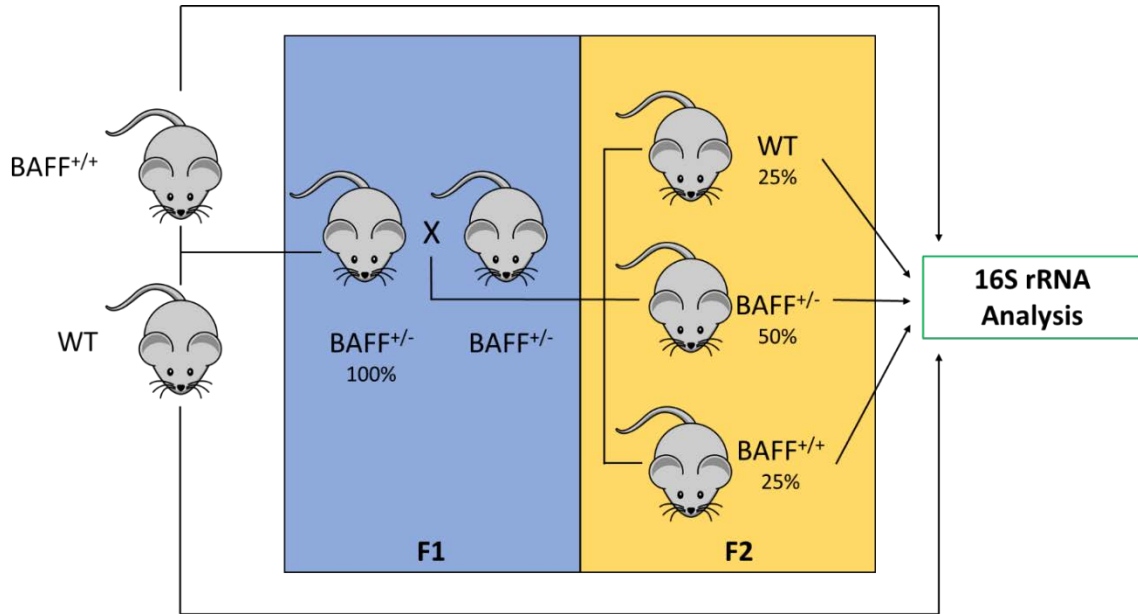 BAFF+/+
WT
X
BAFF+/-
100%
BAFF+/-
F1
WT
25%
BAFF+/-
50%
BAFF+/+
25%
F2
16S rRNA
Analysis